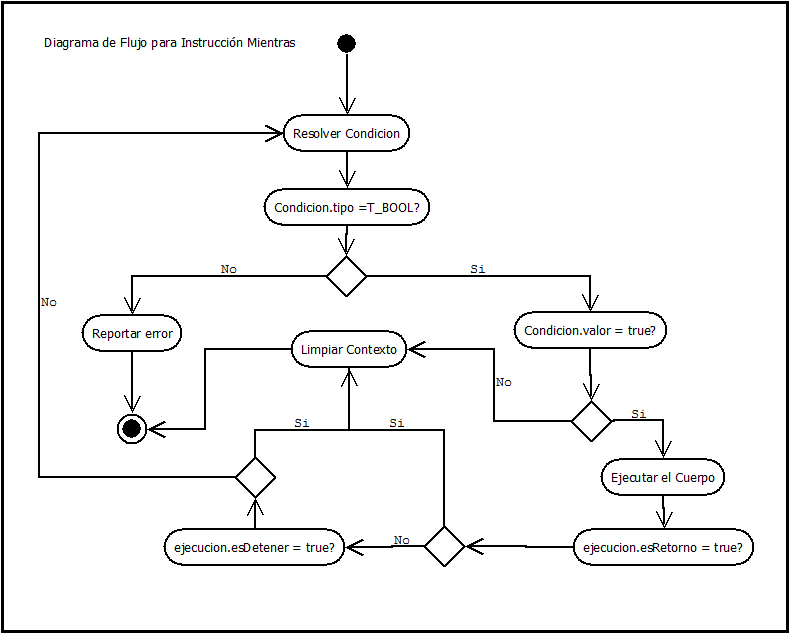 Diagrama de Flujo para Instrucción Mientras
Resolver Condicion
Condicion.tipo =T_BOOL?
No
Si
No
Reportar error
Condicion.valor = true?
Limpiar Contexto
No
Si
Si
Si
Ejecutar el Cuerpo
ejecucion.esDetener = true?
No
ejecucion.esRetorno = true?